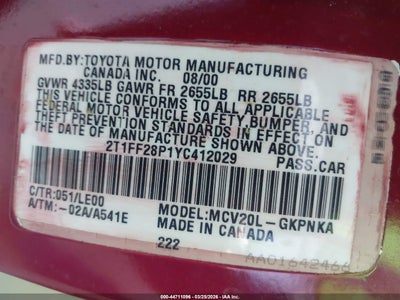 MFD.BY:TOYOTA MOTOR MANUFACTURING
CANADA INC. 08/00
GVWR 4335LB GAWR FR 2655LB RR 2655LB
THIS VEHICLE CONFORMS TO ALL APPLICABLE
FEDERAL MOTOR VEHICLE SAFETY, BUMPER, AND
THEFT PREVENTION STANDARDS IN EFFECT ON
THE DATE OF MANUFACTURE SHOWN ABOVE.
2T1FF28P1YC412029
PASS.CAR
C/TR:051/LE00
MODEL:MCV20L-GKPNKA
A/TM:-02A/A541E
MADE IN CANADA
222
000--44711096 - 03/25/2026 - IAAI